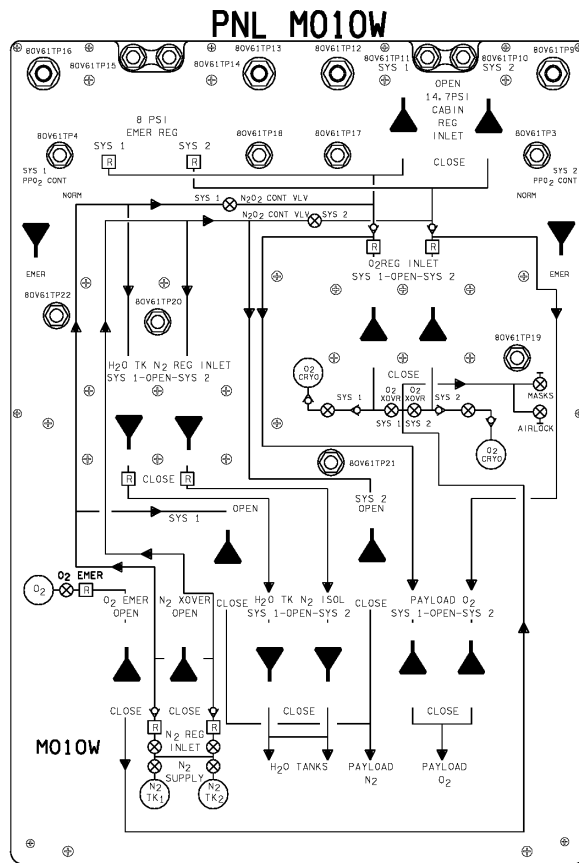 PNL MO10W
80V61TP16
80V61TP15
80V61TP13
80V61TP14
80V61TP12
80V61TP11
SYS 1
80V61TP10
SYS 2
80V61TP9
OPEN
14.7PSI
CABIN
REG
INLET
CLOSE
8 PSI
EMER REG
SYS 1
SYS 2
R
R
80V61TP4
SYS 1
PPO2 CONT
NORM
EMER
80V61TP18
80V61TP17
80V61TP3
SYS 2
PPO2 CONT
NORM
EMER
SYS 1
N2O2 CONT VLV
N2O2 CONT VLV
SYS 2
R
R
O2REG INLET
SYS 1-OPEN-SYS 2
80V61TP22
80V61TP20
80V61TP19
H2O TK N2 REG INLET
SYS 1-OPEN-SYS 2
CLOSE
O2
CRYO
SYS 1
O2
XOVR
O2
XOVR
SYS 2
SYS 1
SYS 2
MASKS
AIRLOCK
O2
CRYO
R
CLOSE
R
80V61TP21
SYS 1
OPEN
SYS 2
OPEN
O2 EMER
O2
R
O2 EMER
OPEN
N2 XOVER
OPEN
CLOSE
H2O TK N2 ISOL
SYS 1-OPEN-SYS 2
CLOSE
PAYLOAD O2
SYS 1-OPEN-SYS 2
CLOSE
CLOSE
CLOSE
CLOSE
R
R
N2 REG
INLET
N2
SUPPLY
N2
TK1
N2
TK2
MO10W
H2O TANKS
PAYLOAD
N2
PAYLOAD
O2